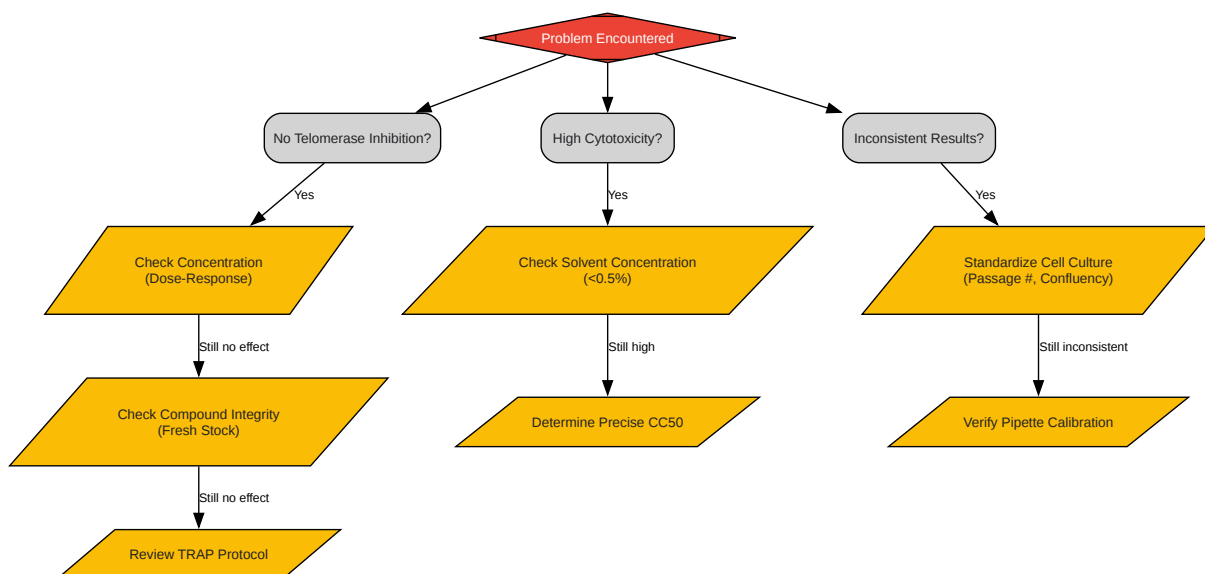 Problem Encountered
No Telomerase Inhibition?
High Cytotoxicity?
Inconsistent Results?
Yes
Yes
Yes
Check Concentration
(Dose-Response)
Check Solvent Concentration
(<0.5%)
Standardize Cell Culture
(Passage #, Confluency)
Still no effect
Still high
Still inconsistent
Check Compound Integrity
(Fresh Stock)
Determine Precise CC50
Verify Pipette Calibration
Still no effect
Review TRAP Protocol